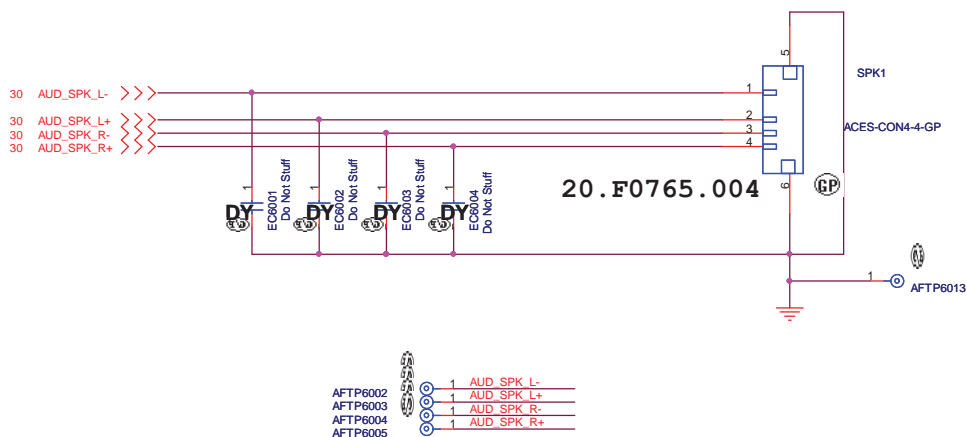 5
SPK1
30 AUD_SPK_L- 1
30 AUD_SPK_L+ 2
30 AUD_SPK_R- 3
30 AUD_SPK_R+ 4
ACES-CON4-4-GP
20.F0765.004
6
GP
1 1 1 1
DY DY DY DY
EC6001
Do Not Stuff
EC6002
Do Not Stuff
EC6003
Do Not Stuff
EC6004
Do Not Stuff
1
AFTP6013
AFTP6002 1 AUD_SPK_L-
AFTP6003 1 AUD_SPK_L+
AFTP6004 1 AUD_SPK_R-
AFTP6005 1 AUD_SPK_R+